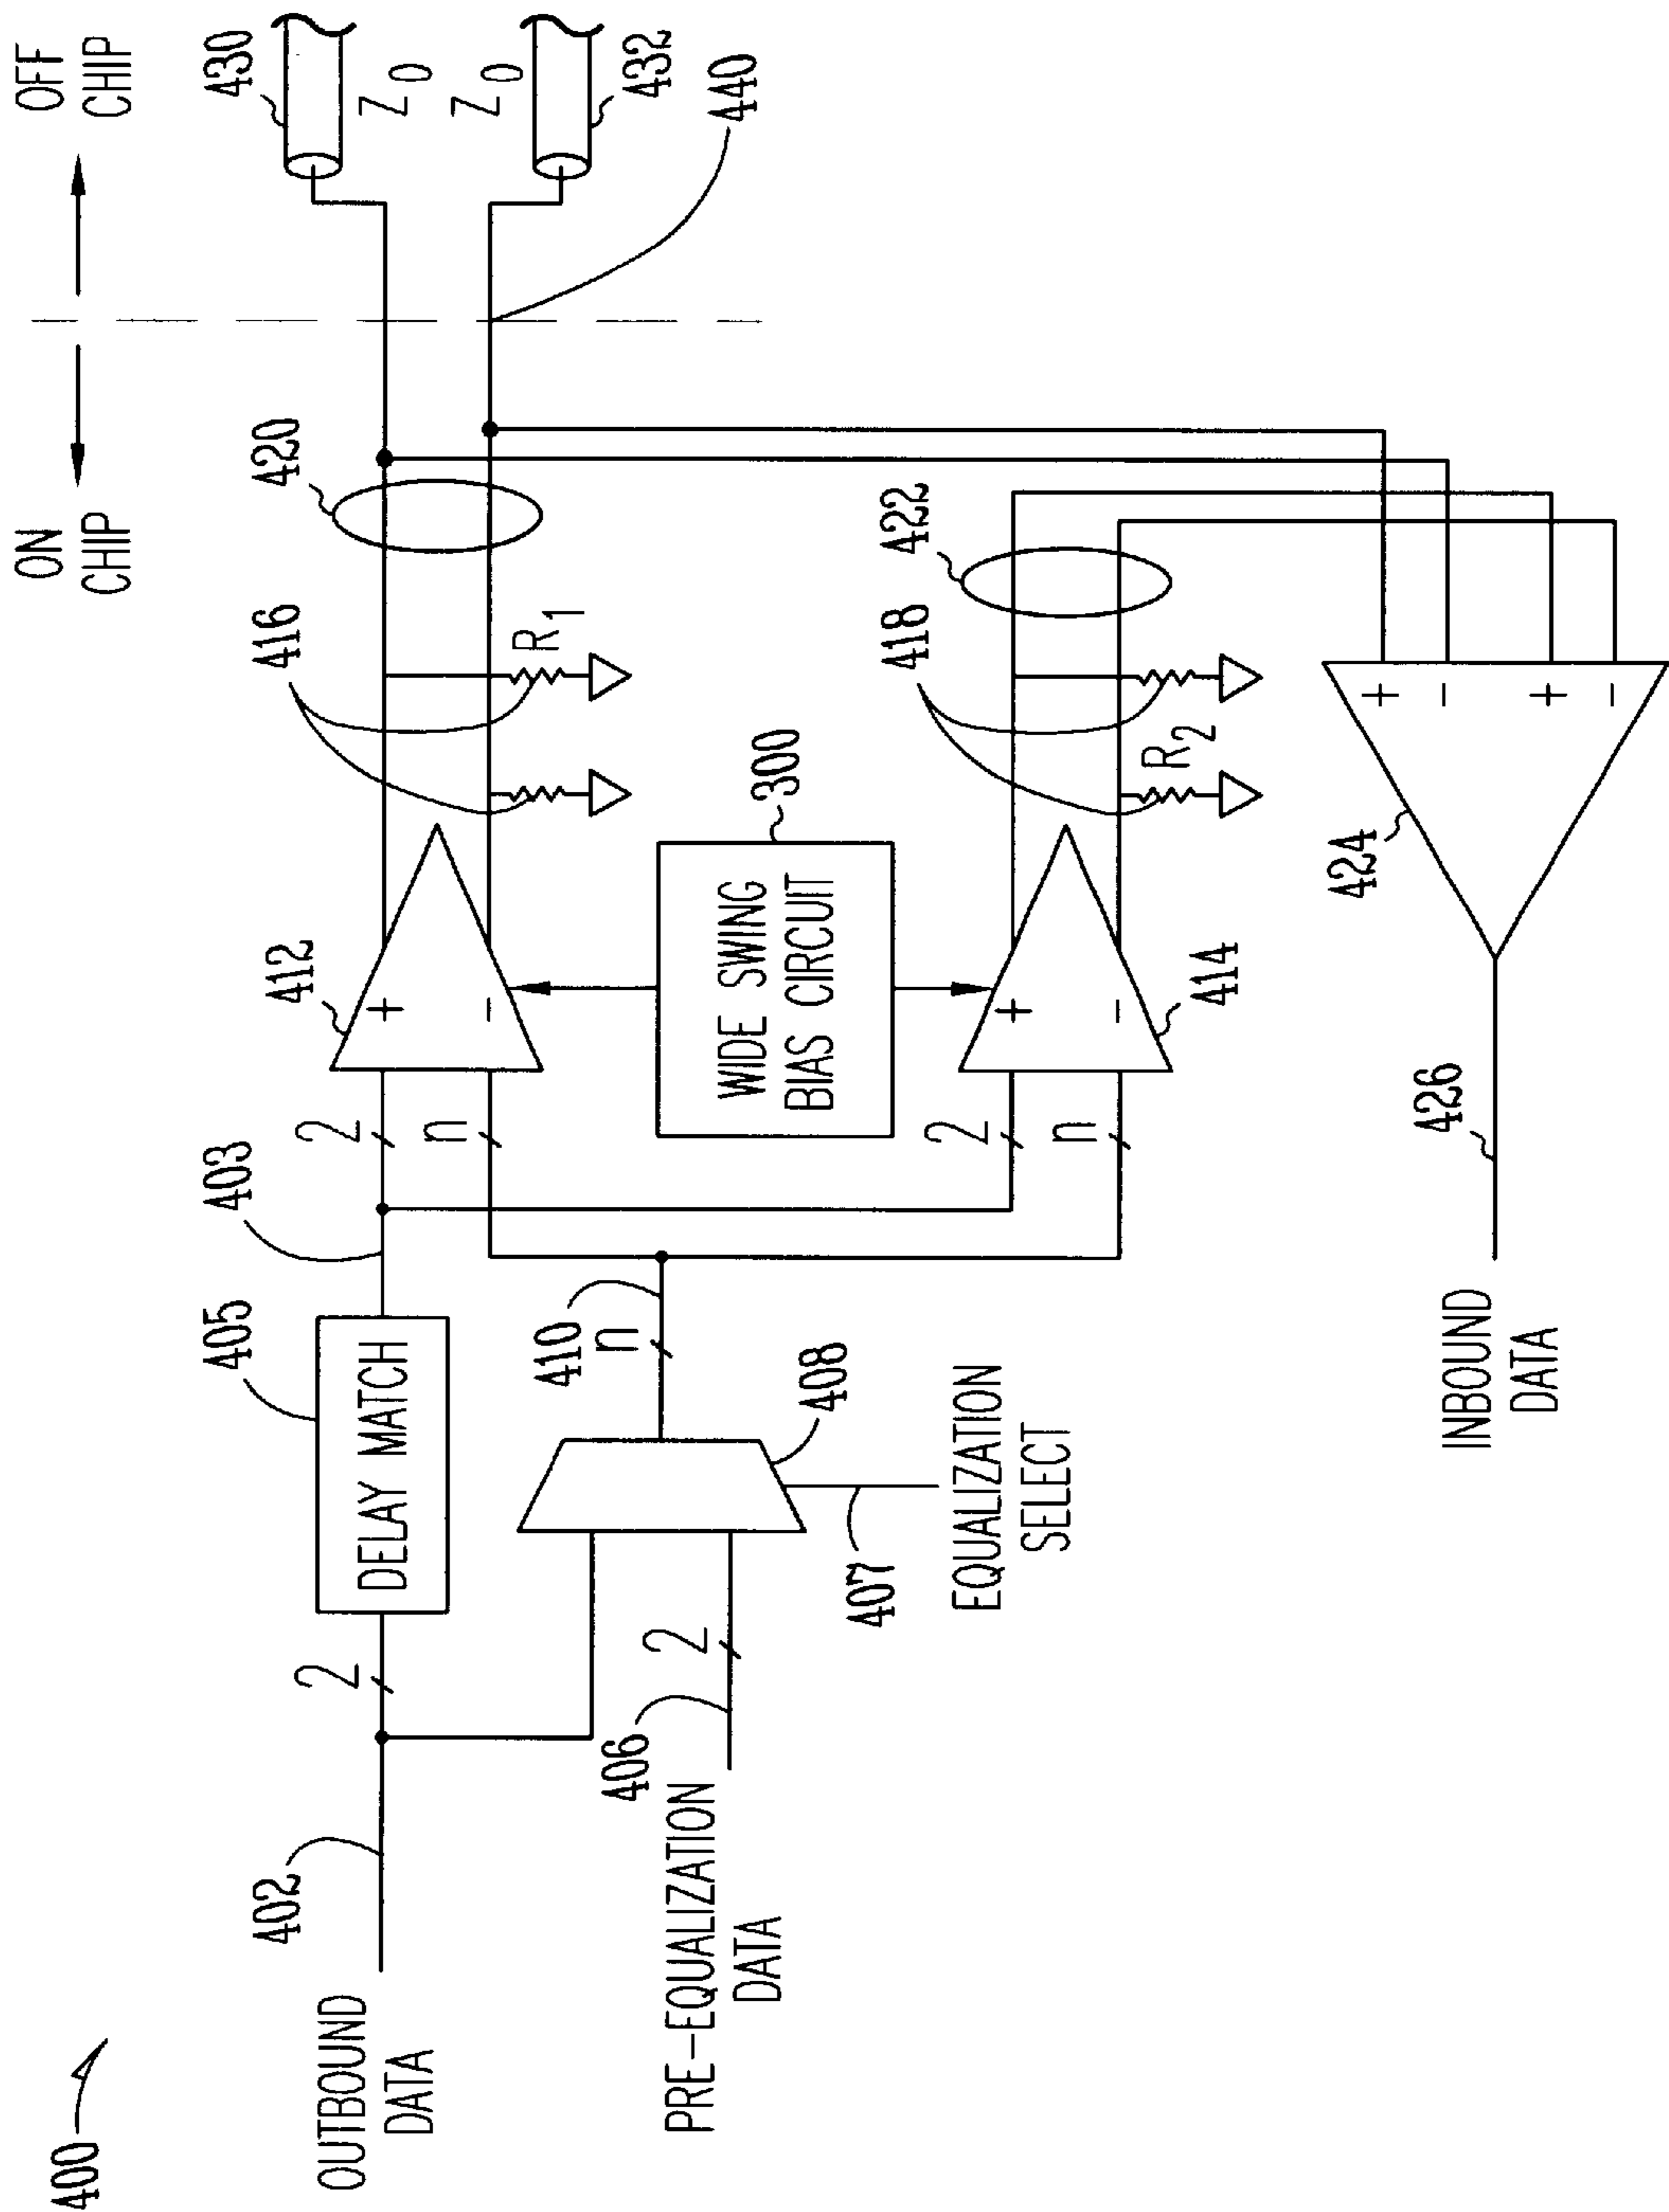 400
ON
CHIP
OFF
CHIP
OUTBOUND
DATA
402
2
405
DELAY MATCH
403
2
n
412
+
-
416
R1
420
430
Z0
Z0
432
440
PRE-EQUALIZATION
DATA
406
2
408
407
EQUALIZATION
SELECT
410
n
300
WIDE SWING
BIAS CIRCUIT
2
n
414
+
-
418
R2
422
424
+
-
+
-
426
INBOUND
DATA